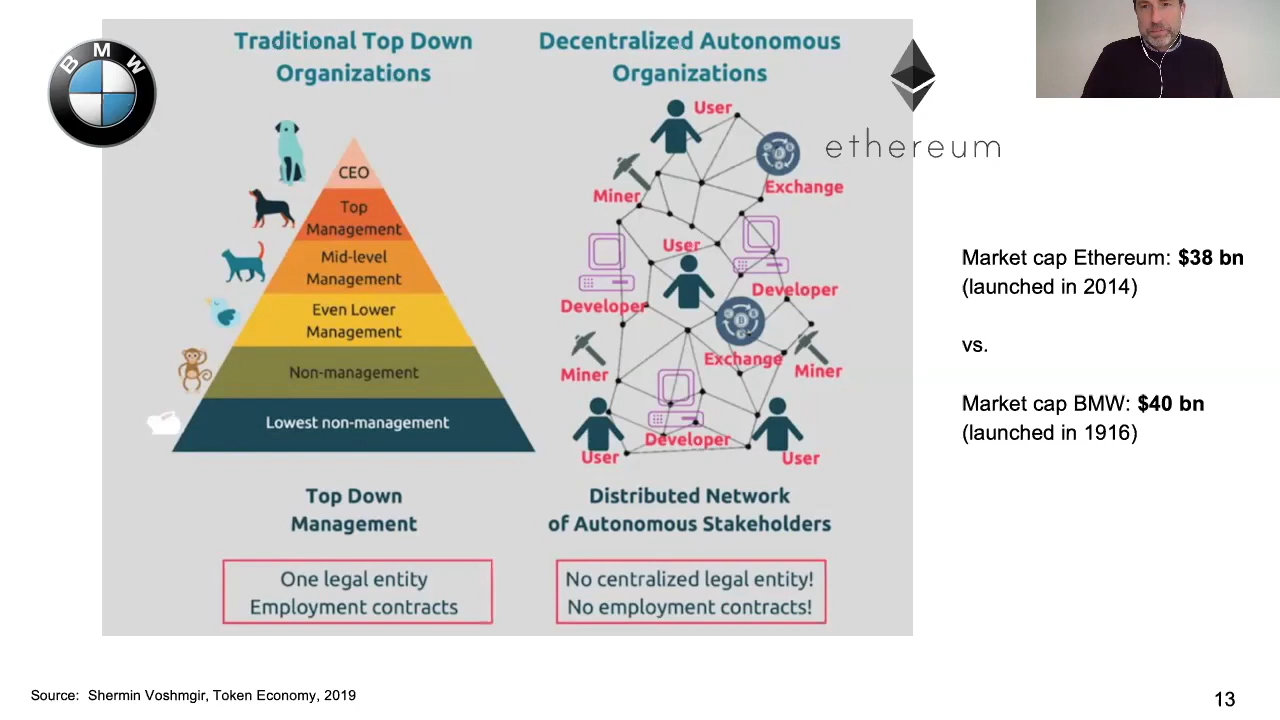 BMW
Traditional Top Down
Organizations
CEO
Top
Management
Mid-level
Management
Even Lower
Management
Non-management
Lowest non-management
Top Down
Management
One legal entity
Employment contracts
Decentralized Autonomous
Organizations
User
Exchange
Miner
User
Developer
Developer
Exchange
Miner
Miner
Developer
User
User
Distributed Network
of Autonomous Stakeholders
No centralized legal entity!
No employment contracts!
ethereum
Market cap Ethereum: $38 bn
(launched in 2014)
vs.
Market cap BMW: $40 bn
(launched in 1916)
Source: Shermin Voshmgir, Token Economy, 2019
13